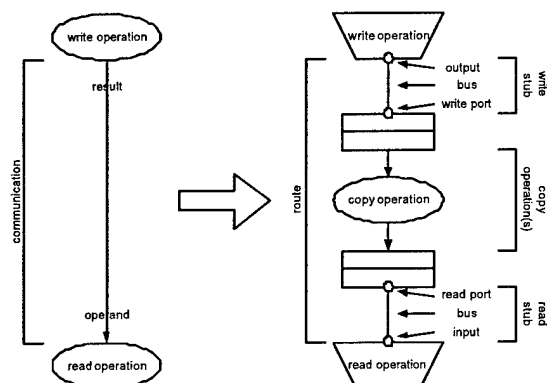 write operation
result
communication
operand
read operation
write operation
output
bus
write port
write
stub
route
copy operation
copy
operation(s)
read port
bus
input
read
stub
read operation